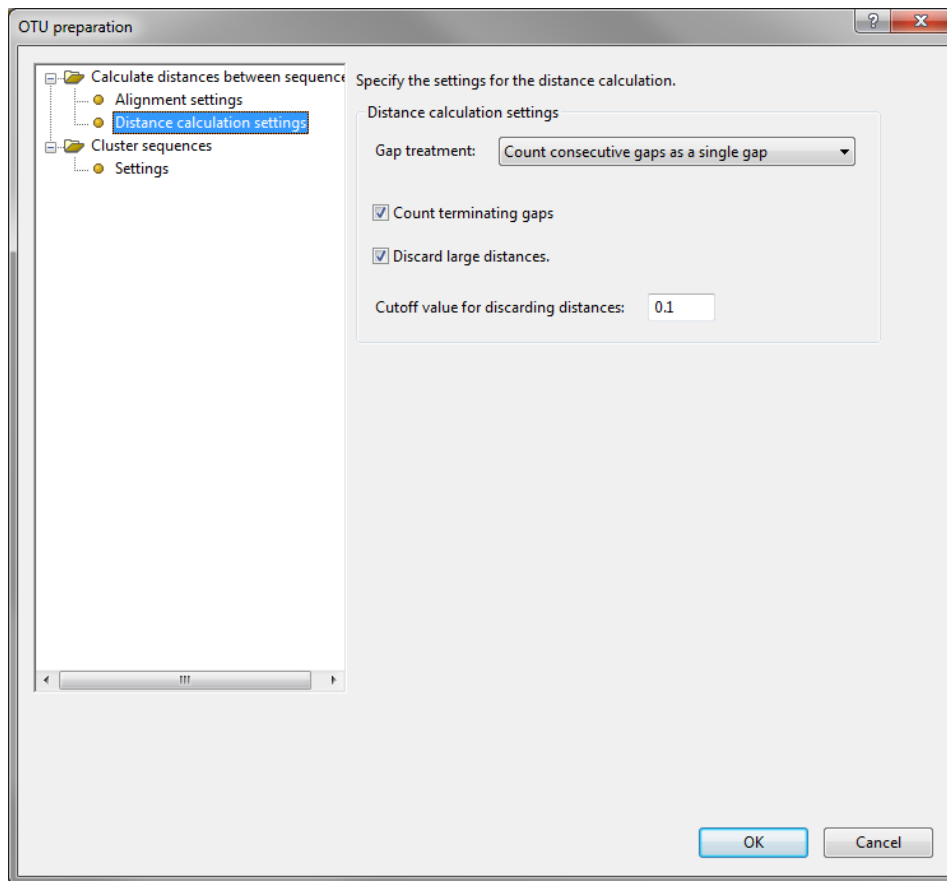 OTU preparation
?
Calculate distances between sequence
Alignment settings
Distance calculation settings
Cluster sequences
Settings
Specify the settings for the distance calculation.
Distance calculation settings
Gap treatment: Count consecutive gaps as a single gap
Count terminating gaps
Discard large distances.
Cutoff value for discarding distances: 0.1
OK Cancel